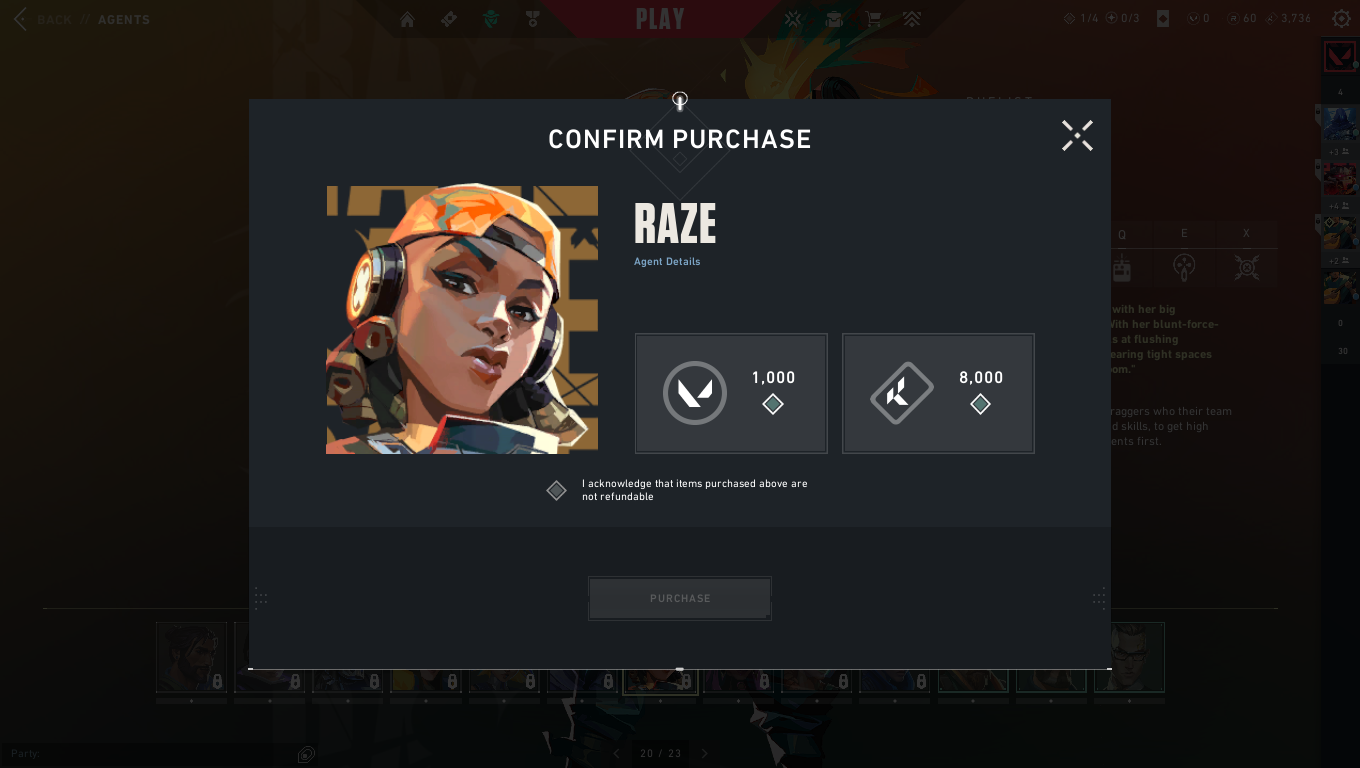 BACK // AGENTS
PLAY
1/4 0/3 0 60 3,736
4
CONFIRM PURCHASE
+3
RAZE
+4
Agent Details
Q E X
+2
with her big
With her blunt-force-
s at flushing
earing tight spaces
oom."
0
30
1,000
8,000
raggers who their team
d skills, to get high
ents first.
I acknowledge that items purchased above are
not refundable
PURCHASE
Party:
20 / 23